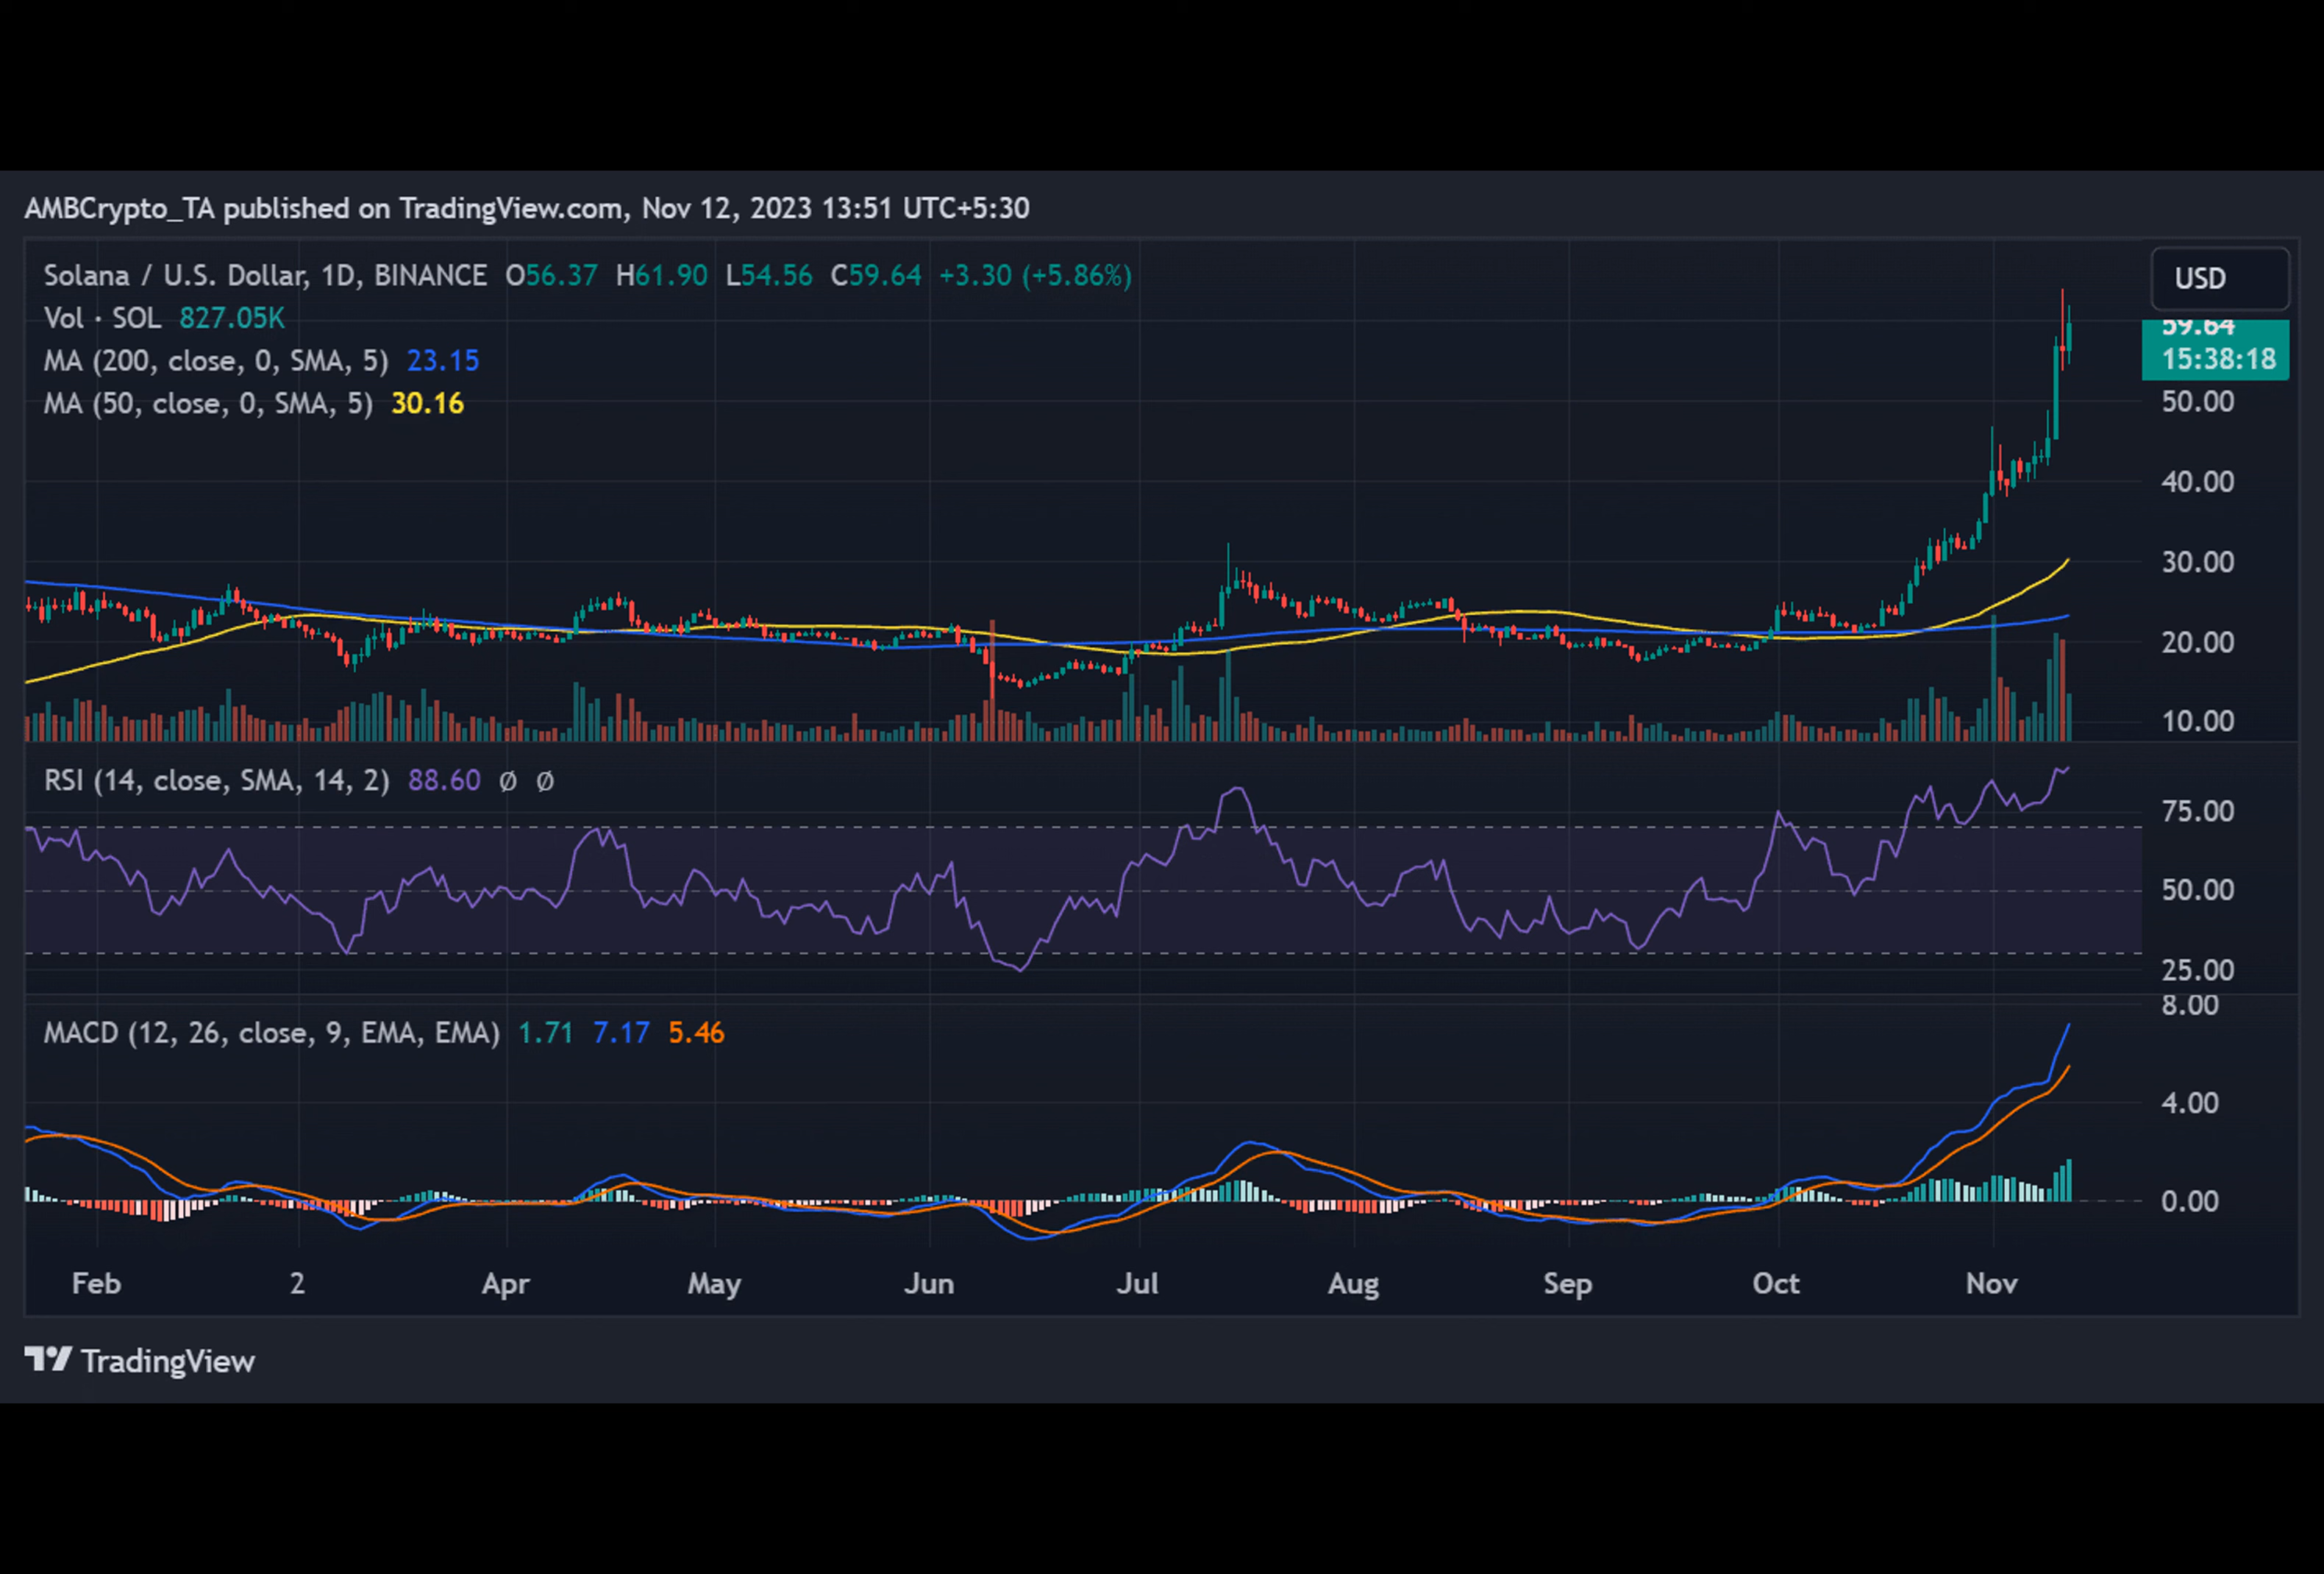 AMBCrypto_TA published on TradingView.com, Nov 12, 2023 13:51 UTC+5:30
Solana / U.S. Dollar, 1D, BINANCE O56.37 H61.90 L54.56 C59.64 +3.30 (+5.86%)
USD
Vol · SOL 827.05K
59.64
15:38:18
MA (200, close, 0, SMA, 5) 23.15
MA (50, close, 0, SMA, 5) 30.16
50.00
40.00
30.00
20.00
10.00
RSI (14, close, SMA, 14, 2) 88.60 Ø Ø
75.00
50.00
25.00
8.00
MACD (12, 26, close, 9, EMA, EMA) 1.71 7.17 5.46
4.00
0.00
Feb 2 Apr May Jun Jul Aug Sep Oct Nov
TradingView